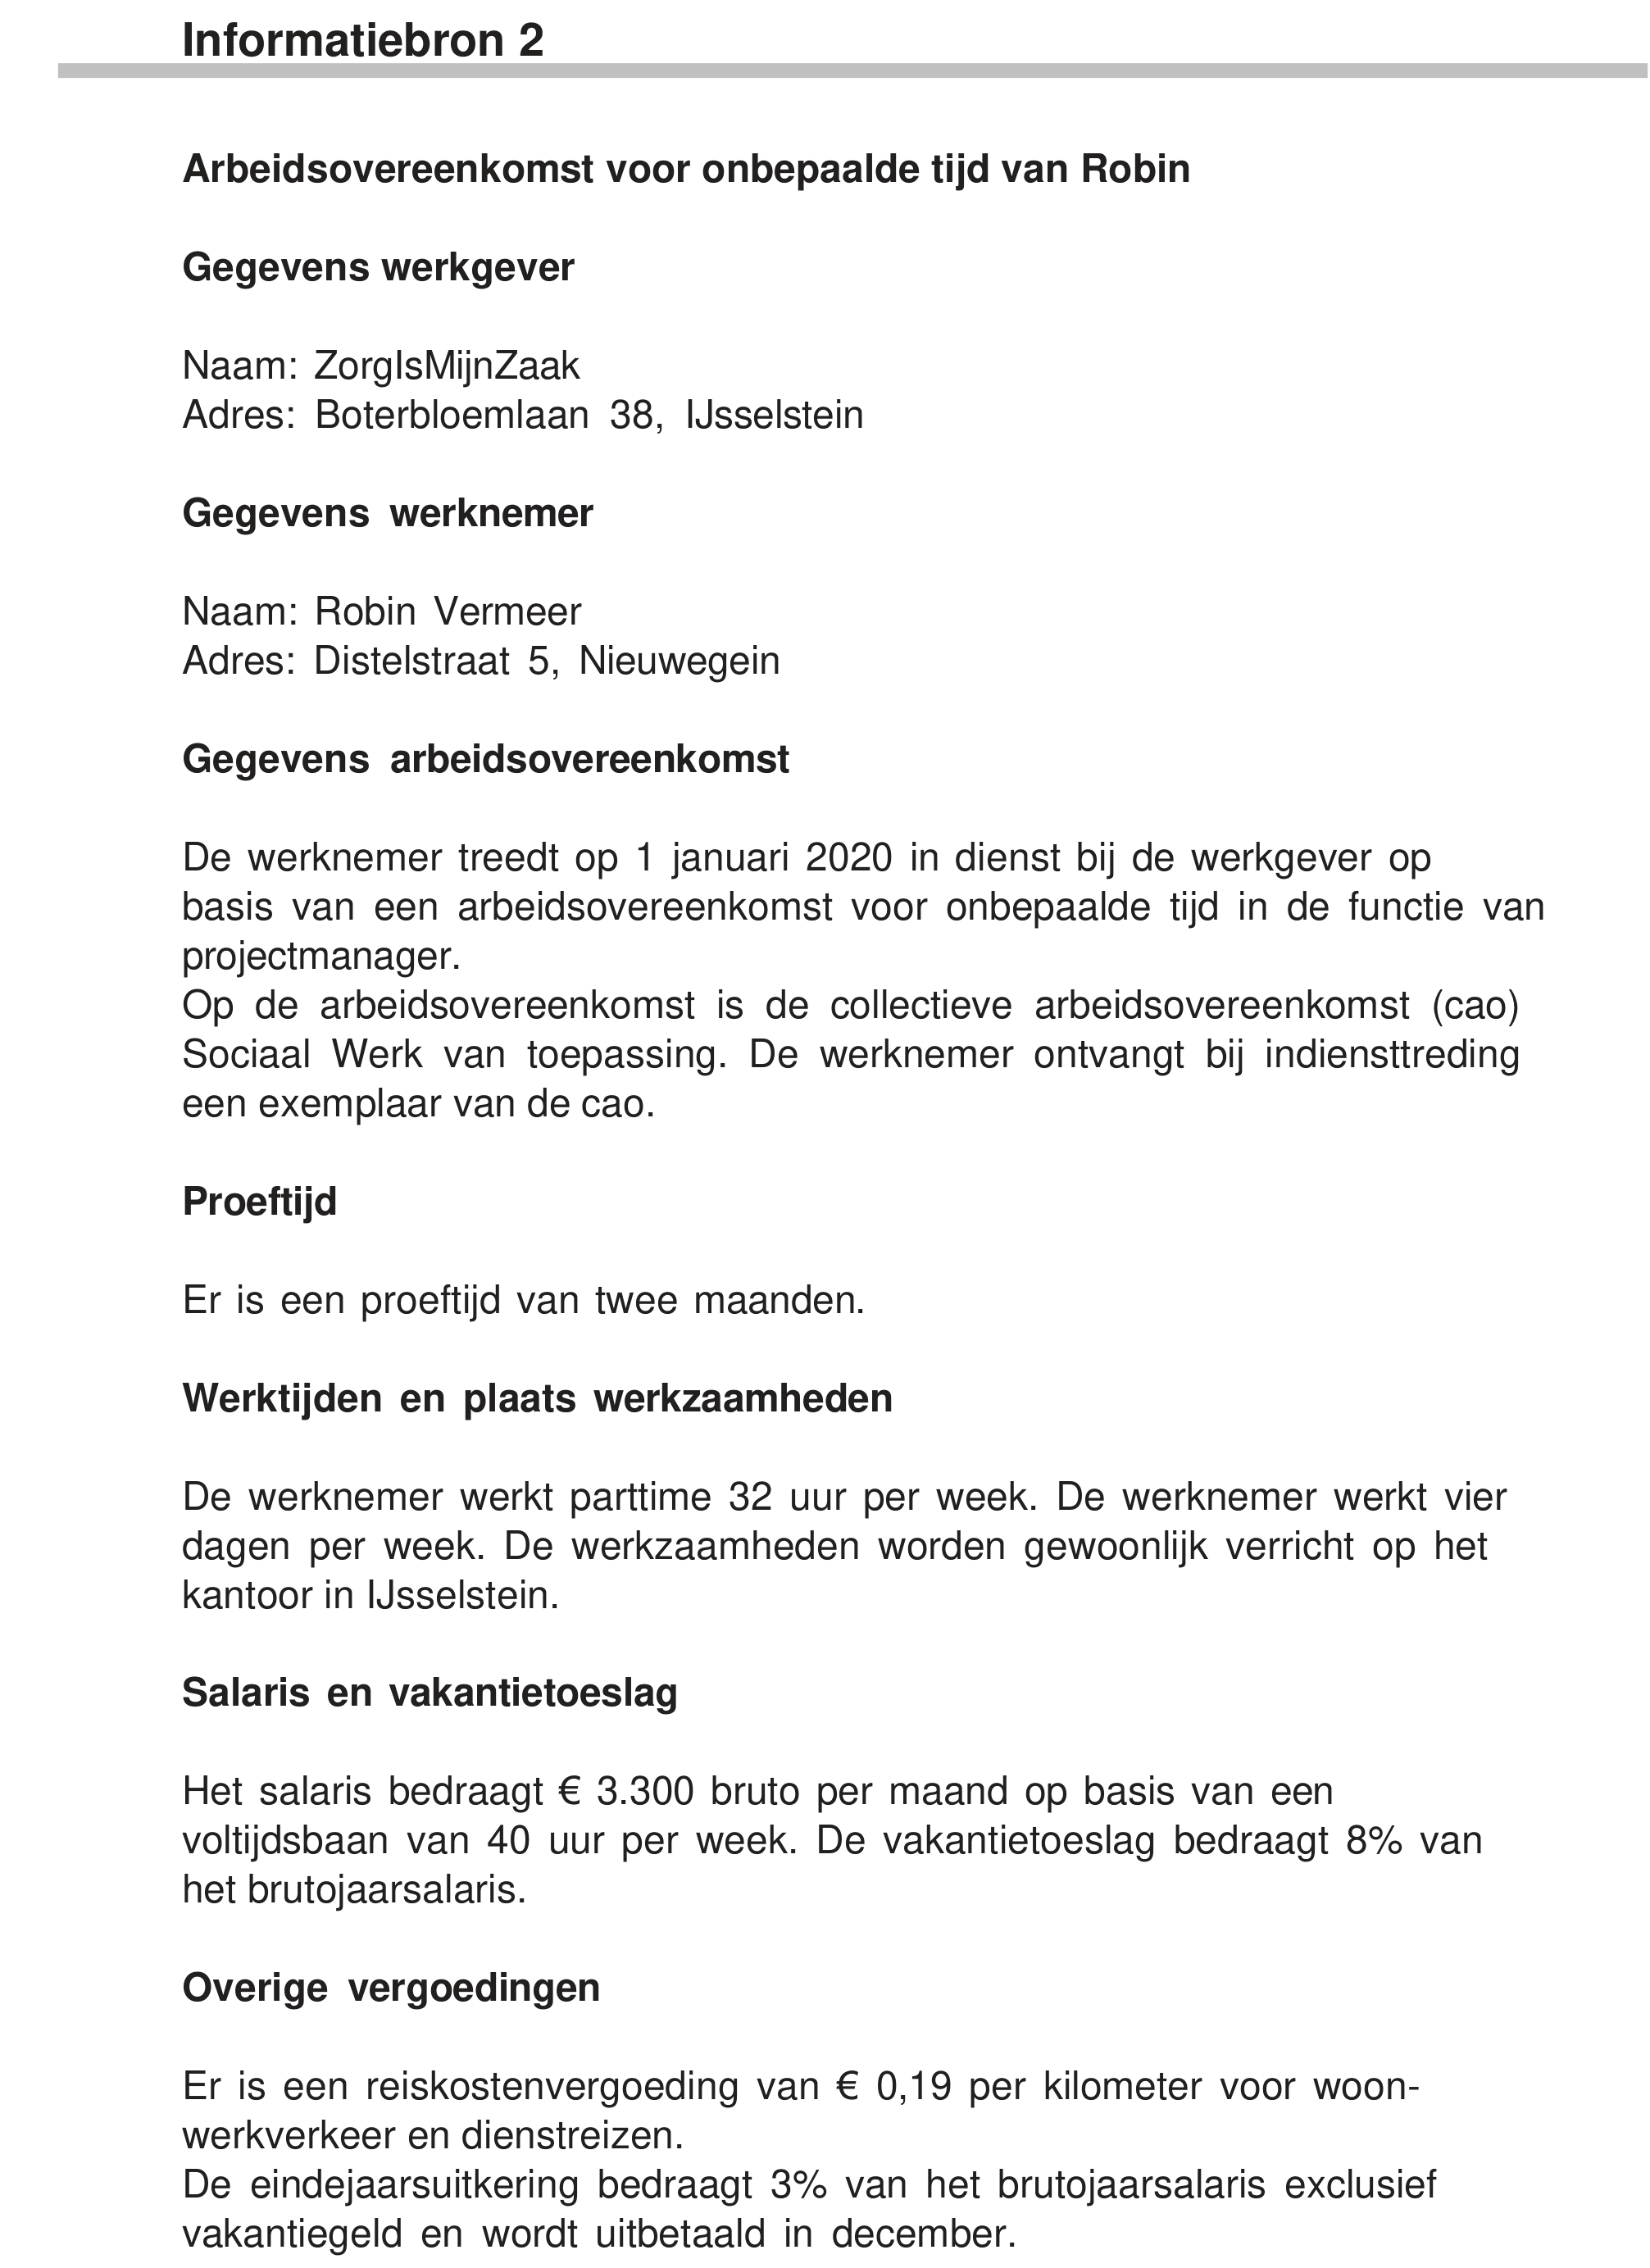 Informatiebron 2
Arbeidsovereenkomst voor onbepaalde tijd van Robin
Gegevens werkgever
Naam: ZorgIsMijnZaak
Adres: Boterbloemlaan 38, IJsselstein
Gegevens werknemer
Naam: Robin Vermeer
Adres: Distelstraat 5, Nieuwegein
Gegevens arbeidsovereenkomst
De werknemer treedt op 1 januari 2020 in dienst bij de werkgever op
basis van een arbeidsovereenkomst voor onbepaalde tijd in de functie van
projectmanager.
Op de arbeidsovereenkomst is de collectieve arbeidsovereenkomst (cao)
Sociaal Werk van toepassing. De werknemer ontvangt bij indiensttreding
een exemplaar van de cao.
Proeftijd
Er is een proeftijd van twee maanden.
Werktijden en plaats werkzaamheden
De werknemer werkt parttime 32 uur per week. De werknemer werkt vier
dagen per week. De werkzaamheden worden gewoonlijk verricht op het
kantoor in IJsselstein.
Salaris en vakantietoeslag
Het salaris bedraagt € 3.300 bruto per maand op basis van een
voltijdsbaan van 40 uur per week. De vakantietoeslag bedraagt 8% van
het brutojaarsalaris.
Overige vergoedingen
Er is een reiskostenvergoeding van € 0,19 per kilometer voor woon-
werkverkeer en dienstreizen.
De eindejaarsuitkering bedraagt 3% van het brutojaarsalaris exclusief
vakantiegeld en wordt uitbetaald in december.